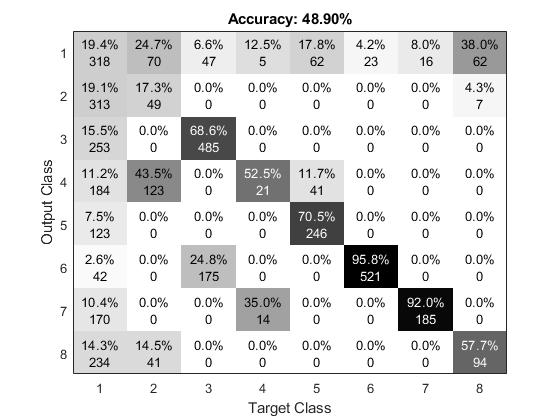 Accuracy: 48.90%
1 19.4% 24.7% 6.6% 12.5% 17.8% 4.2% 8.0% 38.0%
318 70 47 5 62 23 16 62
2 19.1% 17.3% 0.0% 0.0% 0.0% 0.0% 0.0% 4.3%
313 49 0 0 0 0 0 7
3 15.5% 0.0% 68.6% 0.0% 0.0% 0.0% 0.0% 0.0%
253 0 485 0 0 0 0 0
4 11.2% 43.5% 0.0% 52.5% 11.7% 0.0% 0.0% 0.0%
184 123 0 21 41 0 0 0
5 7.5% 0.0% 0.0% 0.0% 70.5% 0.0% 0.0% 0.0%
123 0 0 0 246 0 0 0
6 2.6% 0.0% 24.8% 0.0% 0.0% 95.8% 0.0% 0.0%
42 0 175 0 0 521 0 0
7 10.4% 0.0% 0.0% 35.0% 0.0% 0.0% 92.0% 0.0%
170 0 0 14 0 0 185 0
8 14.3% 14.5% 0.0% 0.0% 0.0% 0.0% 0.0% 57.7%
234 41 0 0 0 0 0 94
1 2 3 4 5 6 7 8
Target Class
Output Class